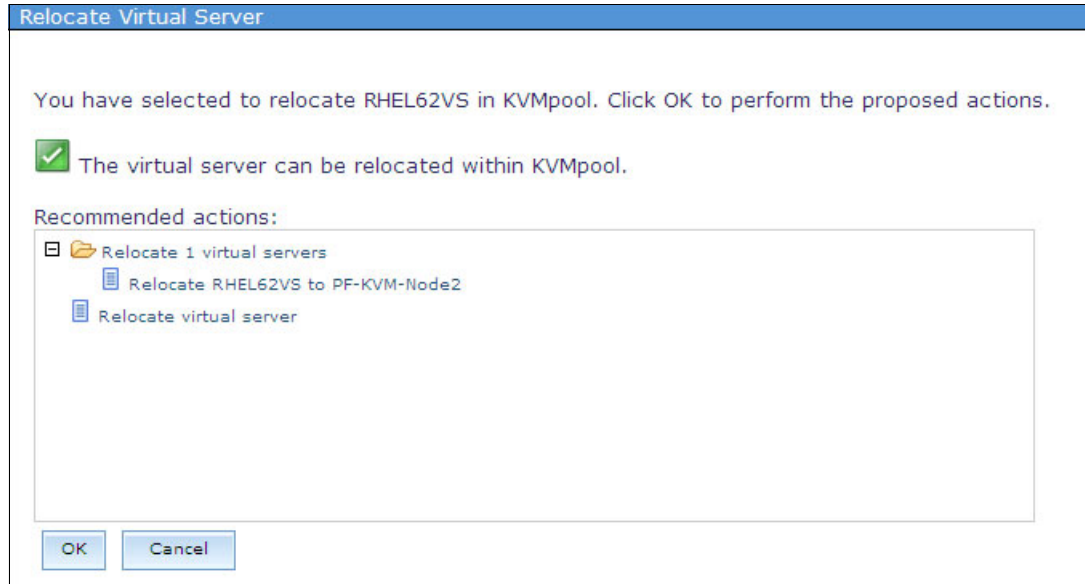 Relocate Virtual Server
You have selected to relocate RHEL62VS in KVMpool. Click OK to perform the proposed actions.
The virtual server can be relocated within KVMpool.
Recommended actions:
Relocate 1 virtual servers
Relocate RHEL62VS to PF-KVM-Node2
Relocate virtual server
OK Cancel